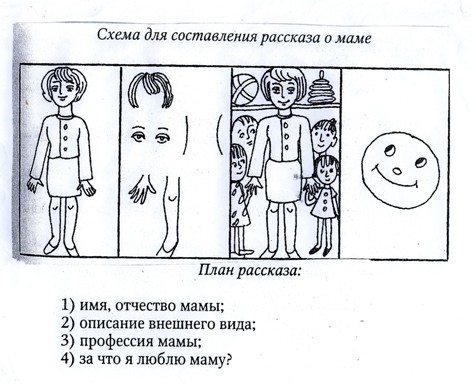 Схема для составления рассказа о маме
План рассказа:
1) имя, отчество мамы;
2) описание внешнего вида;
3) профессия мамы;
4) за что я люблю маму?